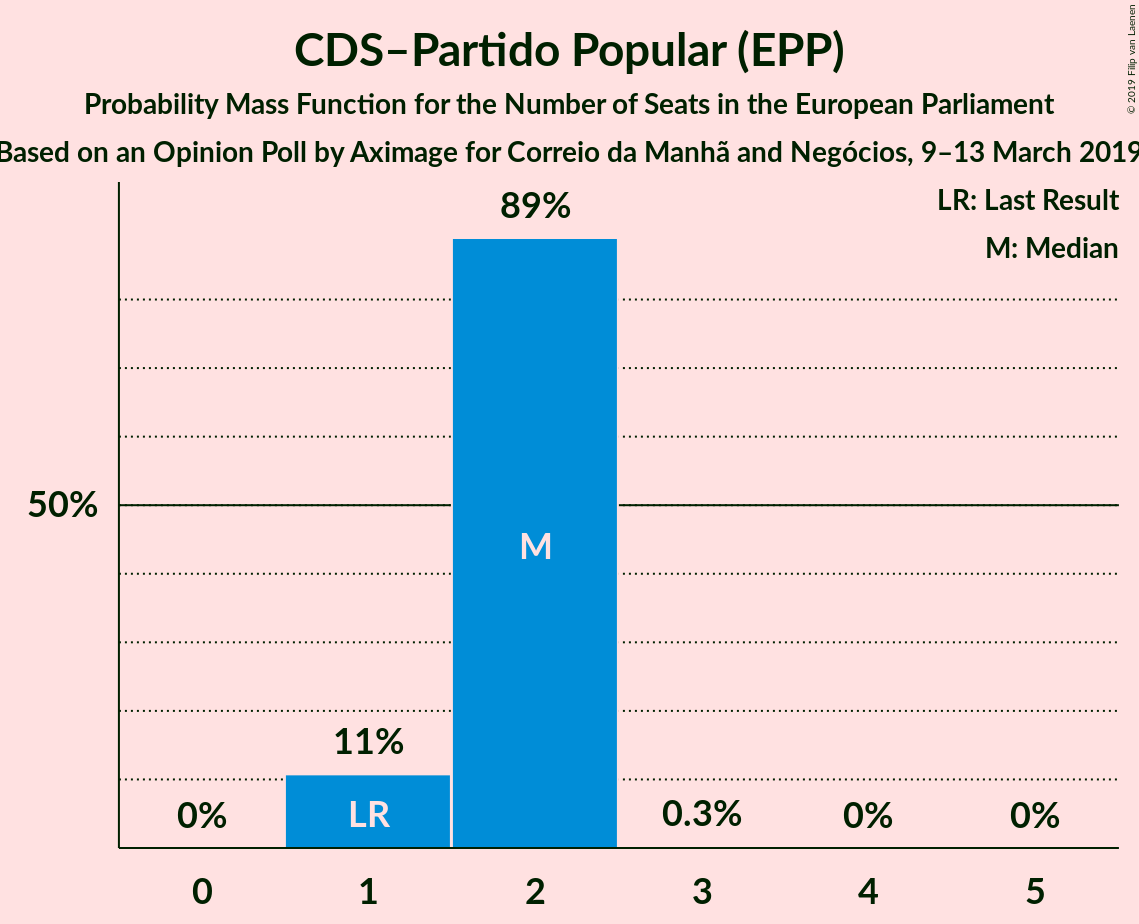 CDS–Partido Popular (EPP)
Probability Mass Function for the Number of Seats in the European Parliament
Based on an Opinion Poll by Aximage for Correio da Manhã and Negócios, 9–13 March 2019
© 2019 Filip van Laenen
LR: Last Result
M: Median
89%
50%
M
11%
LR
0%
0.3%
0%
0%
0 1 2 3 4 5